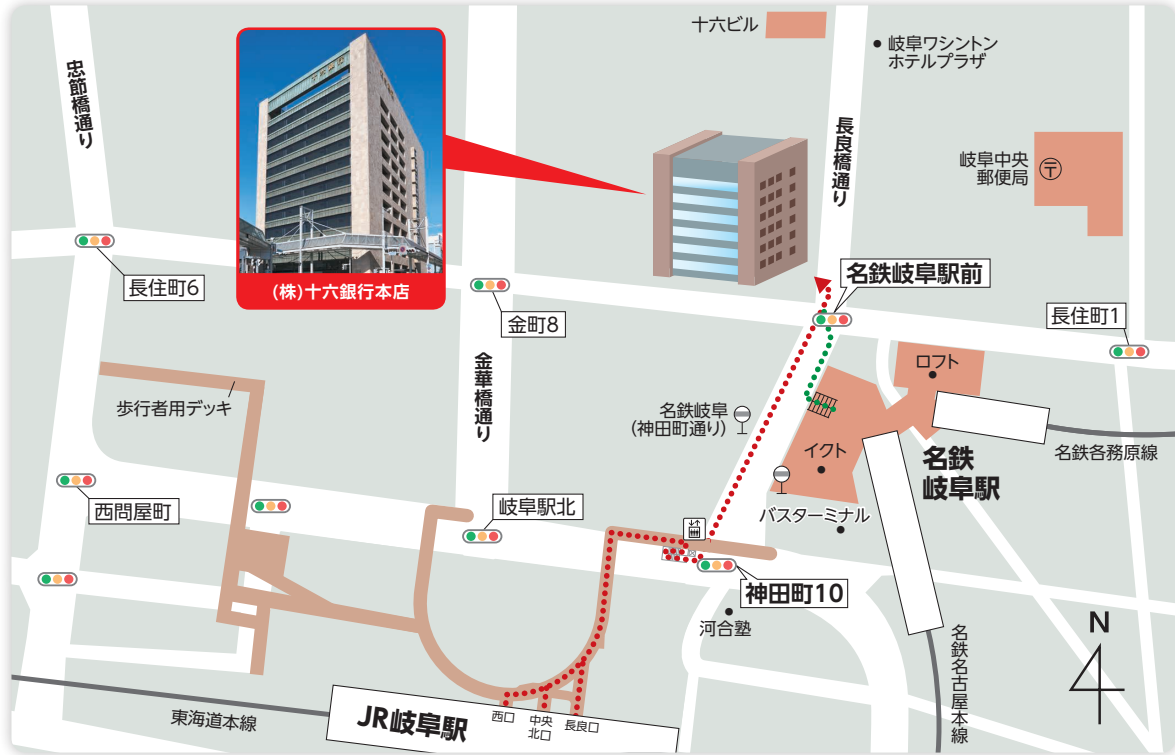 十六ビル
岐阜ワシントン
ホテルプラザ
忠節橋通り
長良橋通り
岐阜中央
郵便局
〒
長住町6
(株)十六銀行本店
名鉄岐阜駅前
金町8
長住町1
金華橋通り
ロフト
歩行者用デッキ
名鉄岐阜
(神田町通り)
イクト
名鉄各務原線
名鉄
岐阜駅
西問屋町
岐阜駅北
バスターミナル
神田町10
河合塾
名鉄名古屋本線
N
東海道本線
JR岐阜駅
西口
中央
北口
長良口